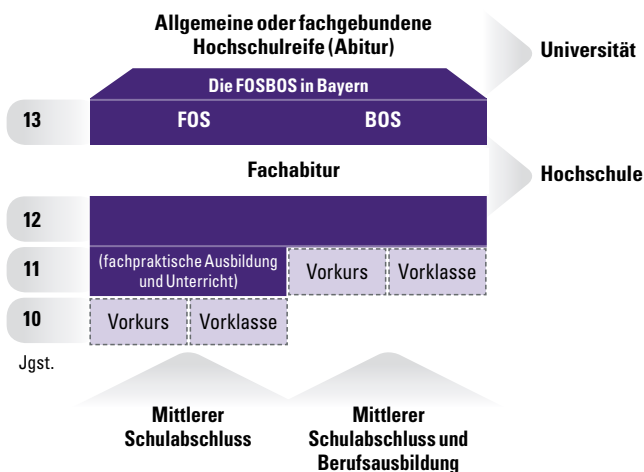 Allgemeine oder fachgebundene
Hochschulreife (Abitur)
Universität
Die FOSBOS in Bayern
13
FOS
BOS
Fachabitur
Hochschule
12
11
(fachpraktische Ausbildung
und Unterricht)
Vorkurs
Vorklasse
10
Vorkurs
Vorklasse
Jgst.
Mittlerer
Schulabschluss
Mittlerer
Schulabschluss und
Berufsausbildung